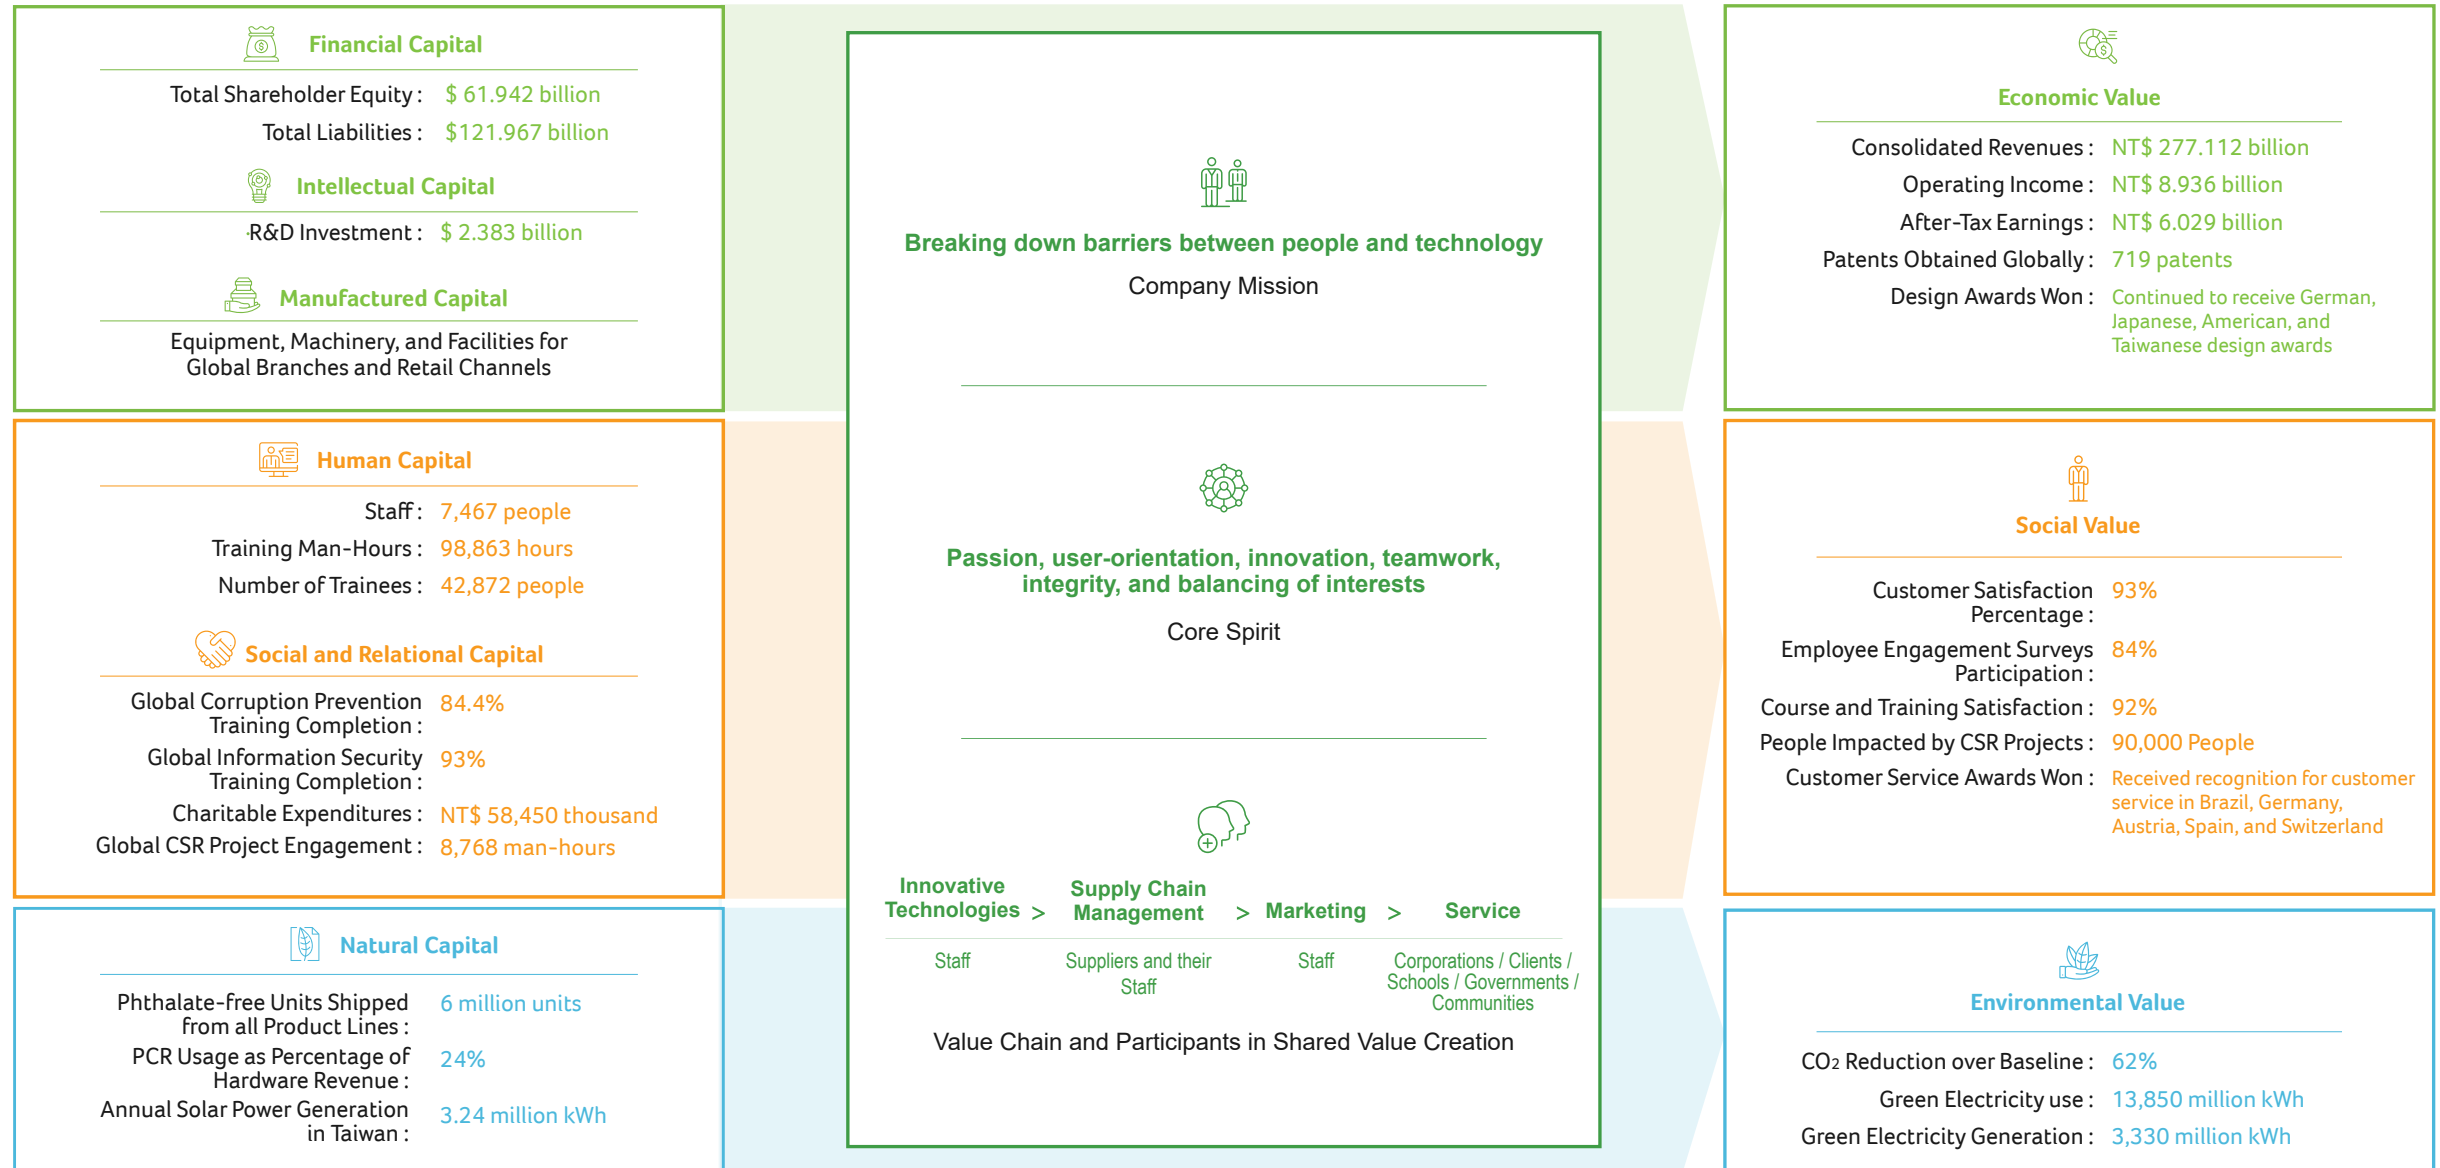 Financial Capital
Total Shareholder Equity : $ 61.942 billion
Total Liabilities : $121.967 billion
Intellectual Capital
·R&D Investment : $ 2.383 billion
Manufactured Capital
Equipment, Machinery, and Facilities for
Global Branches and Retail Channels
Human Capital
Staff : 7,467 people
Training Man-Hours : 98,863 hours
Number of Trainees : 42,872 people
Social and Relational Capital
Global Corruption Prevention 84.4%
Training Completion :
Global Information Security 93%
Training Completion :
Charitable Expenditures : NT$ 58,450 thousand
Global CSR Project Engagement : 8,768 man-hours
Natural Capital
Phthalate-free Units Shipped 6 million units
from all Product Lines :
PCR Usage as Percentage of 24%
Hardware Revenue :
Annual Solar Power Generation 3.24 million kWh
in Taiwan :
Breaking down barriers between people and technology
Company Mission
Passion, user-orientation, innovation, teamwork,
integrity, and balancing of interests
Core Spirit
Innovative Supply Chain
Technologies > Management > Marketing > Service
Staff Suppliers and their Staff Corporations / Clients /
Staff Schools / Governments /
Communities
Value Chain and Participants in Shared Value Creation
Economic Value
Consolidated Revenues : NT$ 277.112 billion
Operating Income : NT$ 8.936 billion
After-Tax Earnings : NT$ 6.029 billion
Patents Obtained Globally : 719 patents
Design Awards Won : Continued to receive German,
Japanese, American, and
Taiwanese design awards
Social Value
Customer Satisfaction 93%
Percentage :
Employee Engagement Surveys 84%
Participation :
Course and Training Satisfaction : 92%
People Impacted by CSR Projects : 90,000 People
Customer Service Awards Won : Received recognition for customer
service in Brazil, Germany,
Austria, Spain, and Switzerland
Environmental Value
CO2 Reduction over Baseline : 62%
Green Electricity use : 13,850 million kWh
Green Electricity Generation : 3,330 million kWh